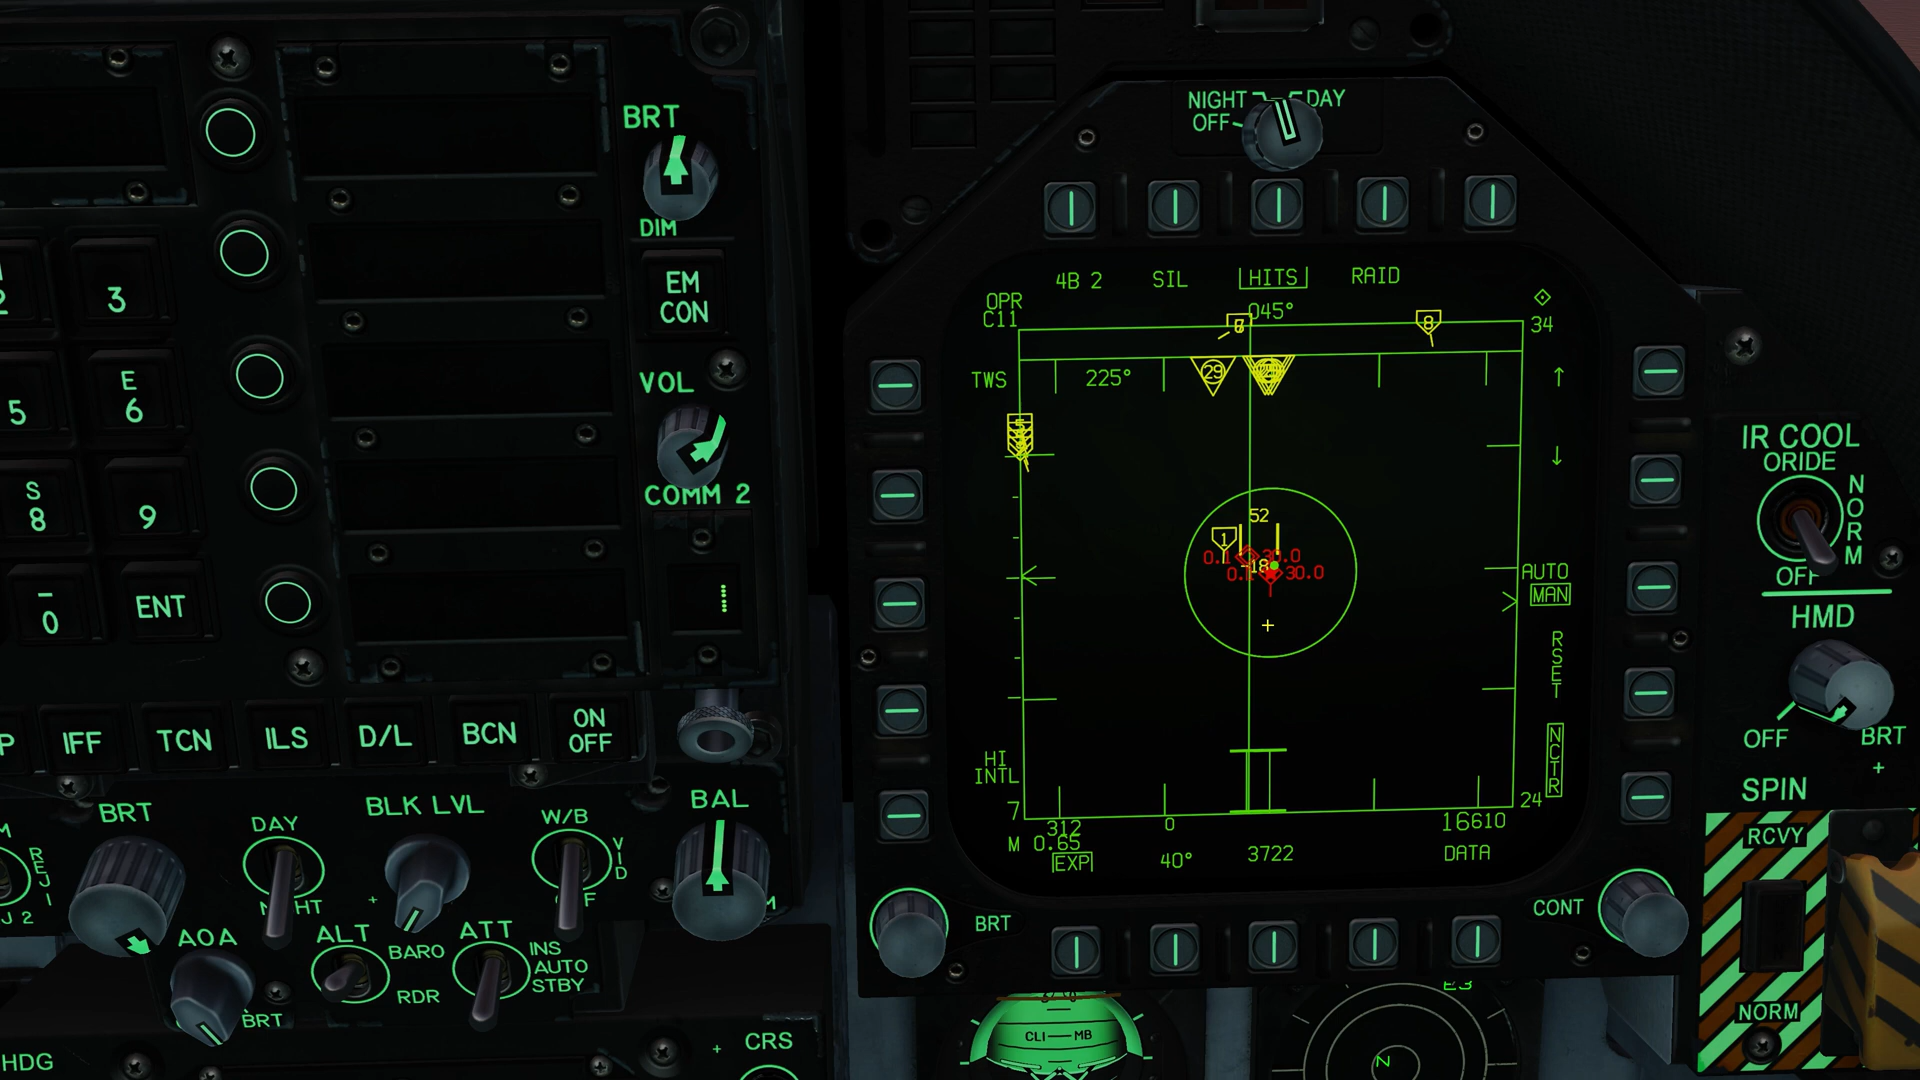 BRT
DIM
EM
CON
VOL
COMM 2
3
E
6
5
S
8
9
-
0
ENT
IFF
TCN
ILS
D/L
BCN
ON
OFF
BRT
DAY
BLK LVL
W/B
BAL
AOA
ALT
BARO
RDR
ATT
INS
AUTO
STBY
BRT
HDG
CRS
NIGHT
DAY
OFF
4B 2
SIL
HITS
RAID
OPR
C11
045°
8
34
TWS
225°
29
52
1
30.0
30.0
AUTO
MAN
RSET
NCTR
HI
INTL
7
24
312
0
16610
M 0.65
EXP
40°
3722
DATA
BRT
CONT
CLI
MB
N
IR COOL
ORIDE
NORM
OFF
HMD
OFF
BRT
+
SPIN
RCVY
NORM